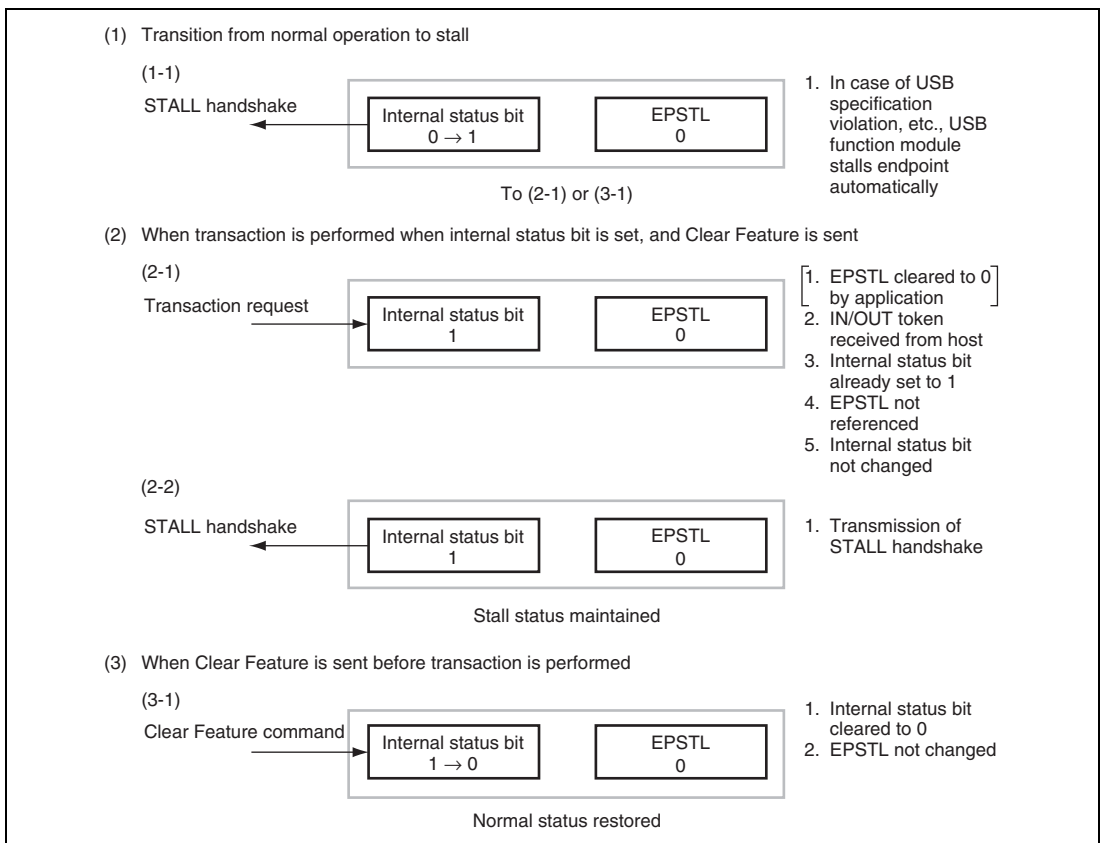 (1) Transition from normal operation to stall
(1-1)
STALL handshake
Internal status bit
0 → 1
EPSTL
0
1. In case of USB
specification
violation, etc., USB
function module
stalls endpoint
automatically
To (2-1) or (3-1)
(2) When transaction is performed when internal status bit is set, and Clear Feature is sent
(2-1)
Transaction request
Internal status bit
1
EPSTL
0
1. EPSTL cleared to 0
by application
2. IN/OUT token
received from host
3. Internal status bit
already set to 1
4. EPSTL not
referenced
5. Internal status bit
not changed
(2-2)
STALL handshake
Internal status bit
1
EPSTL
0
1. Transmission of
STALL handshake
Stall status maintained
(3) When Clear Feature is sent before transaction is performed
(3-1)
Clear Feature command
Internal status bit
1 → 0
EPSTL
0
1. Internal status bit
cleared to 0
2. EPSTL not changed
Normal status restored